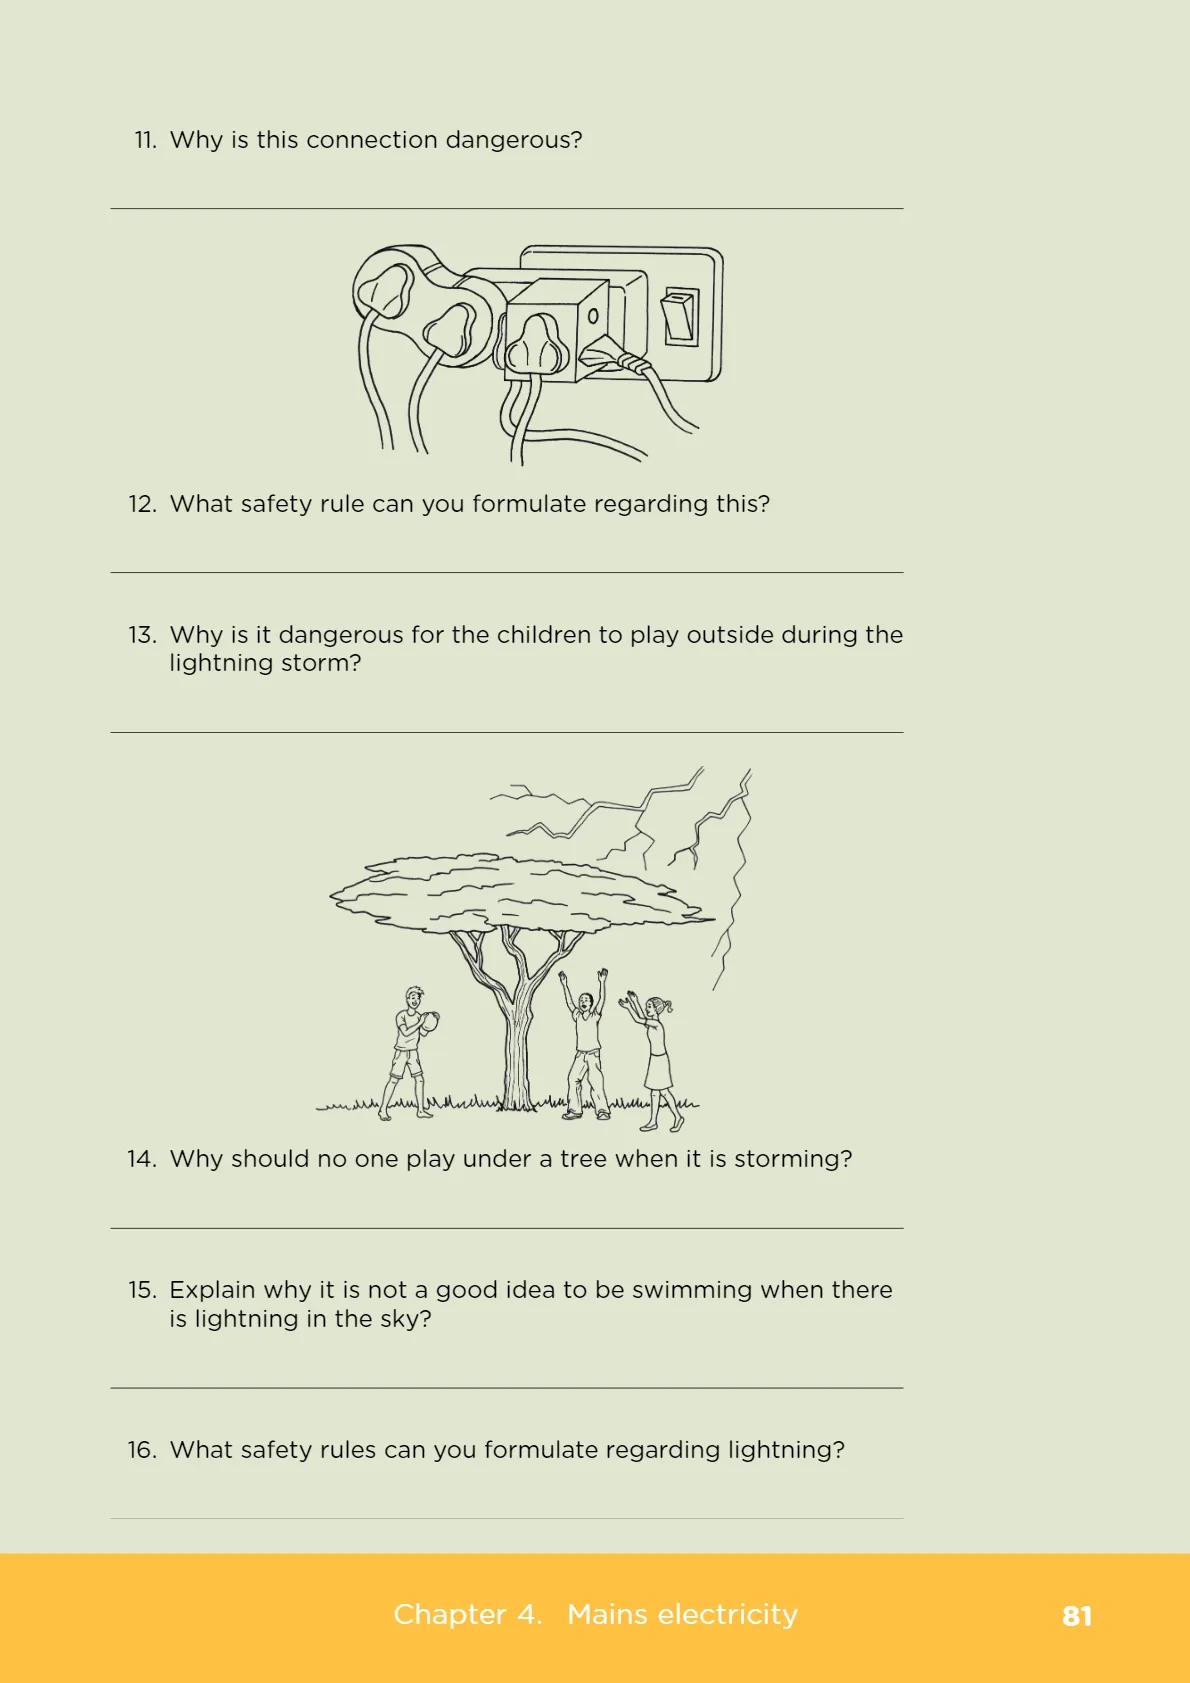 11. Why is this connection dangerous?
12. What safety rule can you formulate regarding this?
13. Why is it dangerous for the children to play outside during the
lightning storm?
14. Why should no one play under a tree when it is storming?
15. Explain why it is not a good idea to be swimming when there
is lightning in the sky?
16. What safety rules can you formulate regarding lightning?
Chapter 4. Mains electricity 81